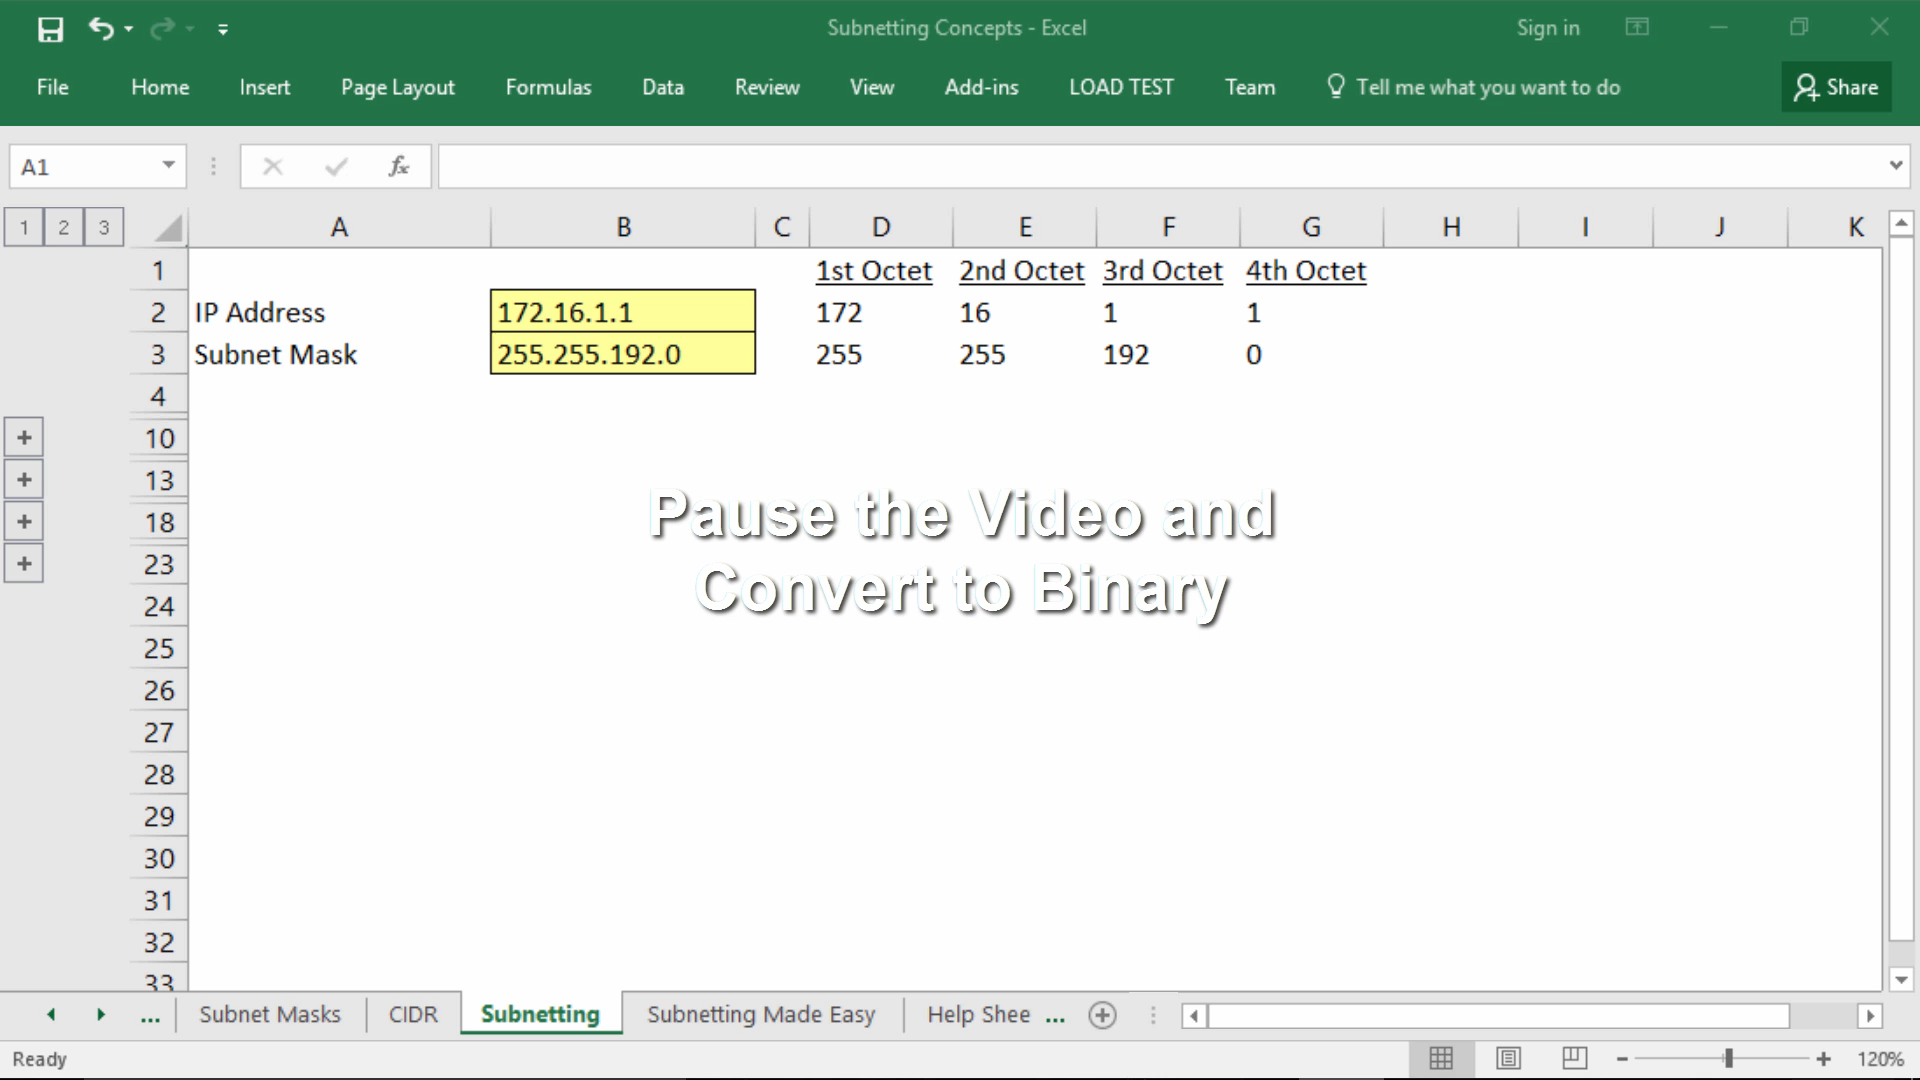 Subnetting Concepts - Excel
Sign in
File Home Insert Page Layout Formulas Data Review View Add-ins LOAD TEST Team Tell me what you want to do Share
A1 fx
1 2 3 A B C D E F G H I J K
1 1st Octet 2nd Octet 3rd Octet 4th Octet
2 IP Address 172.16.1.1 172 16 1 1
3 Subnet Mask 255.255.192.0 255 255 192 0
4
10
13
18
23
24
25
26
27
28
29
30
31
32
33
Pause the Video and
Convert to Binary
... Subnet Masks CIDR Subnetting Subnetting Made Easy Help Shee ...
Ready 120%